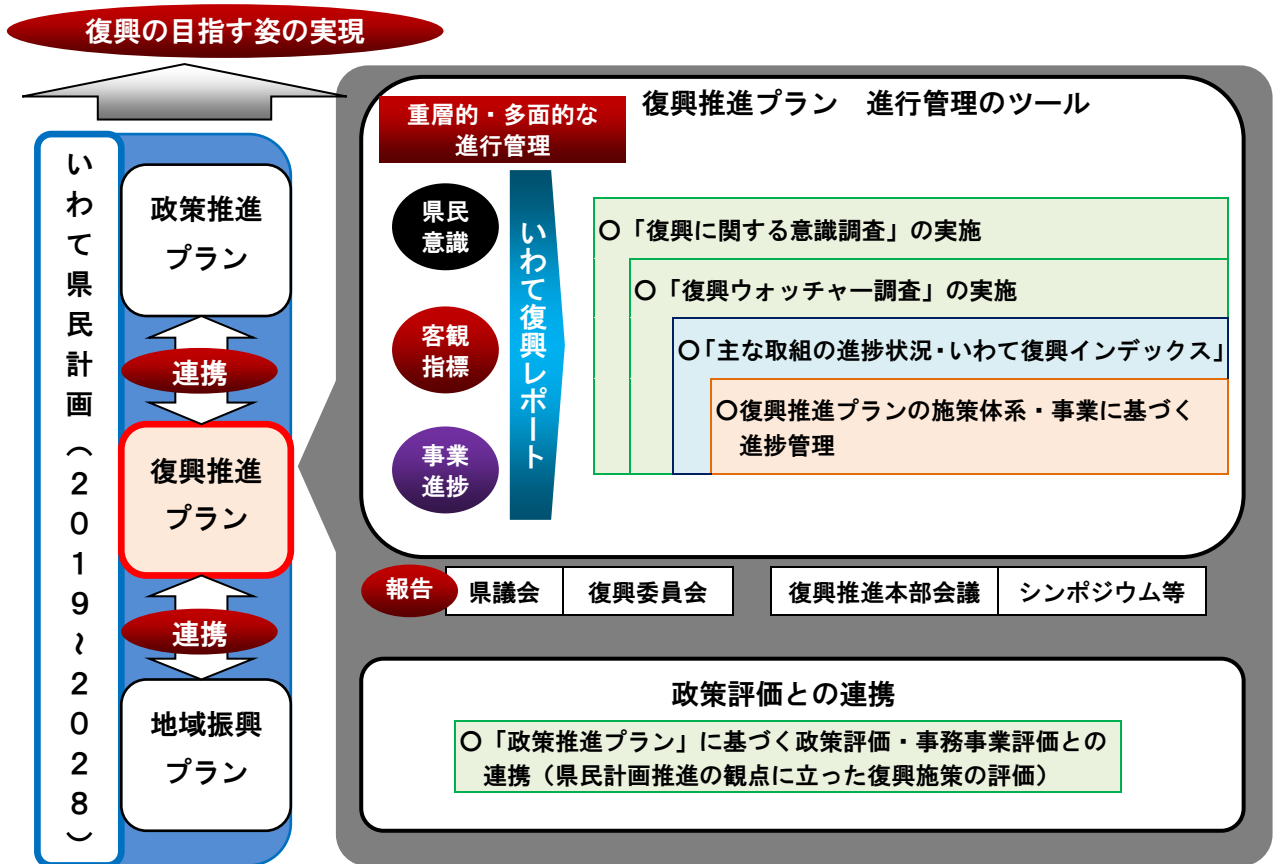 復興の目指す姿の実現
いわて県民計画（２０１９～２０２８）
政策推進
プラン
連携
復興推進
プラン
連携
地域振興
プラン
重層的・多面的な
進行管理
復興推進プラン　進行管理のツール
県民
意識
客観
指標
事業
進捗
いわて復興レポート
〇「復興に関する意識調査」の実施
〇「復興ウォッチャー調査」の実施
〇「主な取組の進捗状況・いわて復興インデックス」
〇復興推進プランの施策体系・事業に基づく
進捗管理
報告
県議会
復興委員会
復興推進本部会議
シンポジウム等
政策評価との連携
〇「政策推進プラン」に基づく政策評価・事務事業評価との
連携（県民計画推進の観点に立った復興施策の評価）